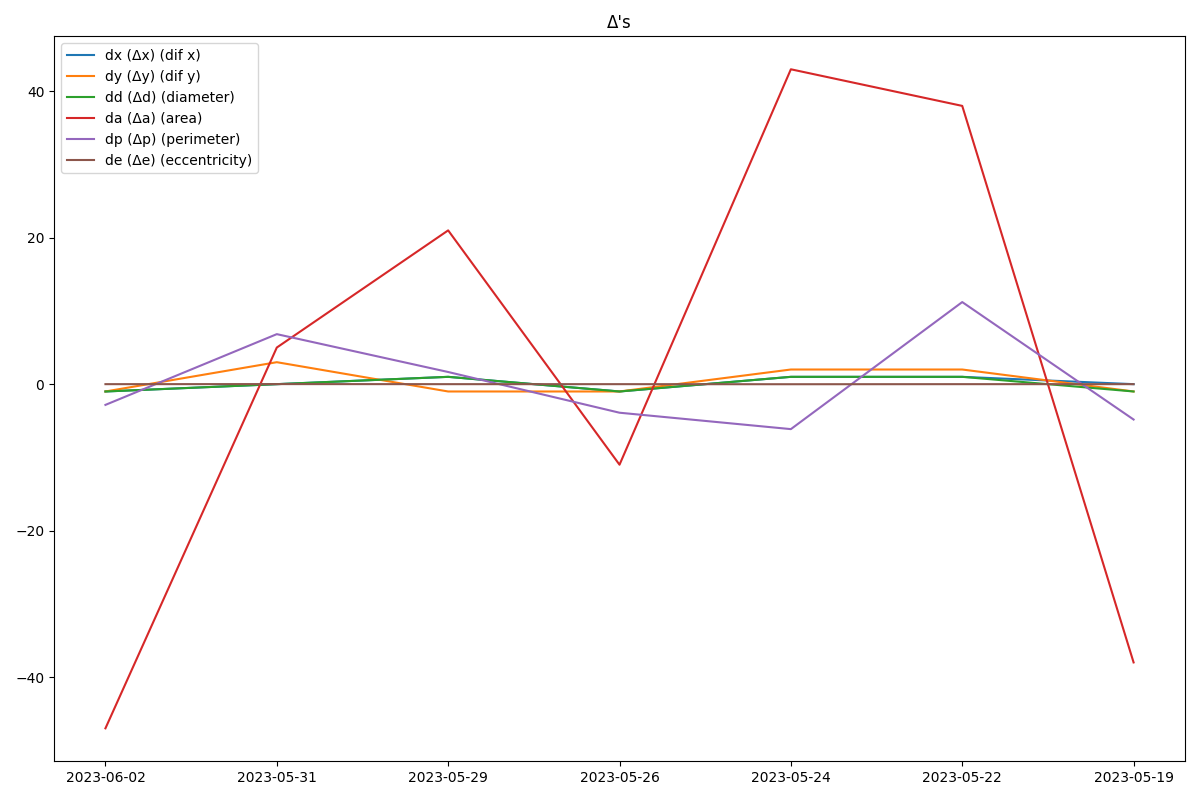 Δ's
dx (Δx) (dif x)
dy (Δy) (dif y)
dd (Δd) (diameter)
da (Δa) (area)
dp (Δp) (perimeter)
de (Δe) (eccentricity)
40
20
0
−20
−40
2023-06-02 2023-05-31 2023-05-29 2023-05-26 2023-05-24 2023-05-22 2023-05-19